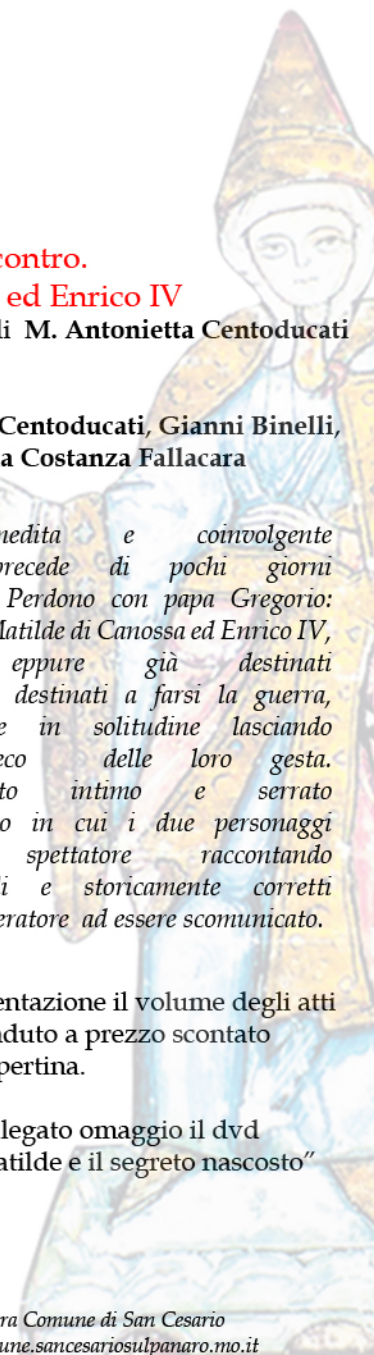 contro.
ed Enrico IV
li M. Antonietta Centoducati
Centoducati, Gianni Binelli,
a Costanza Fallacara
nedita e coinvolgente
precede di pochi giorni
Perdono con papa Gregorio:
Matilde di Canossa ed Enrico IV,
eppure già destinati
destinati a farsi la guerra,
e in solitudine lasciando
eco delle loro gesta.
to intimo e serrato
o in cui i due personaggi
spettatore raccontando
li e storicamente corretti
peratore ad essere scomunicato.
entazione il volume degli atti
nduto a prezzo scontato
pertina.
llegato omaggio il dvd
atilde e il segreto nascosto”
ra Comune di San Cesario
une.sancesariosulpanaro.mo.it